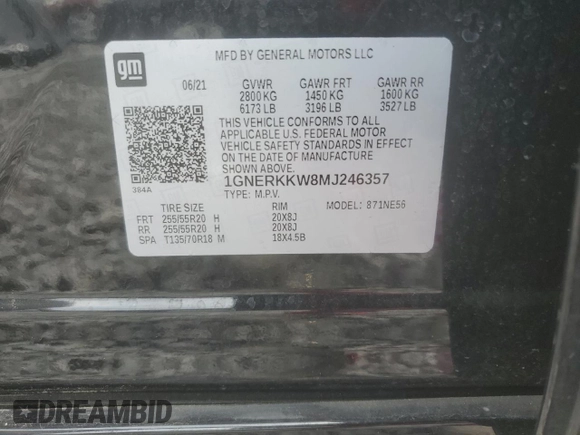 gm
MFD BY GENERAL MOTORS LLC
06/21 GVWR GAWR FRT GAWR RR
2800 KG 1450 KG 1600 KG
6173 LB 3196 LB 3527 LB
THIS VEHICLE CONFORMS TO ALL
APPLICABLE U.S. FEDERAL MOTOR
VEHICLE SAFETY STANDARDS IN EFFECT
ON THE DATE OF MANUFACTURE
SHOWN ABOVE.
384A
1GNERKKW8MJ246357
TYPE: M.P.V. MODEL: 871NE56
TIRE SIZE RIM
FRT 255/55R20 H 20X8J
RR 255/55R20 H 20X8J
SPA T135/70R18 M 18X4.5B
DREAMBID